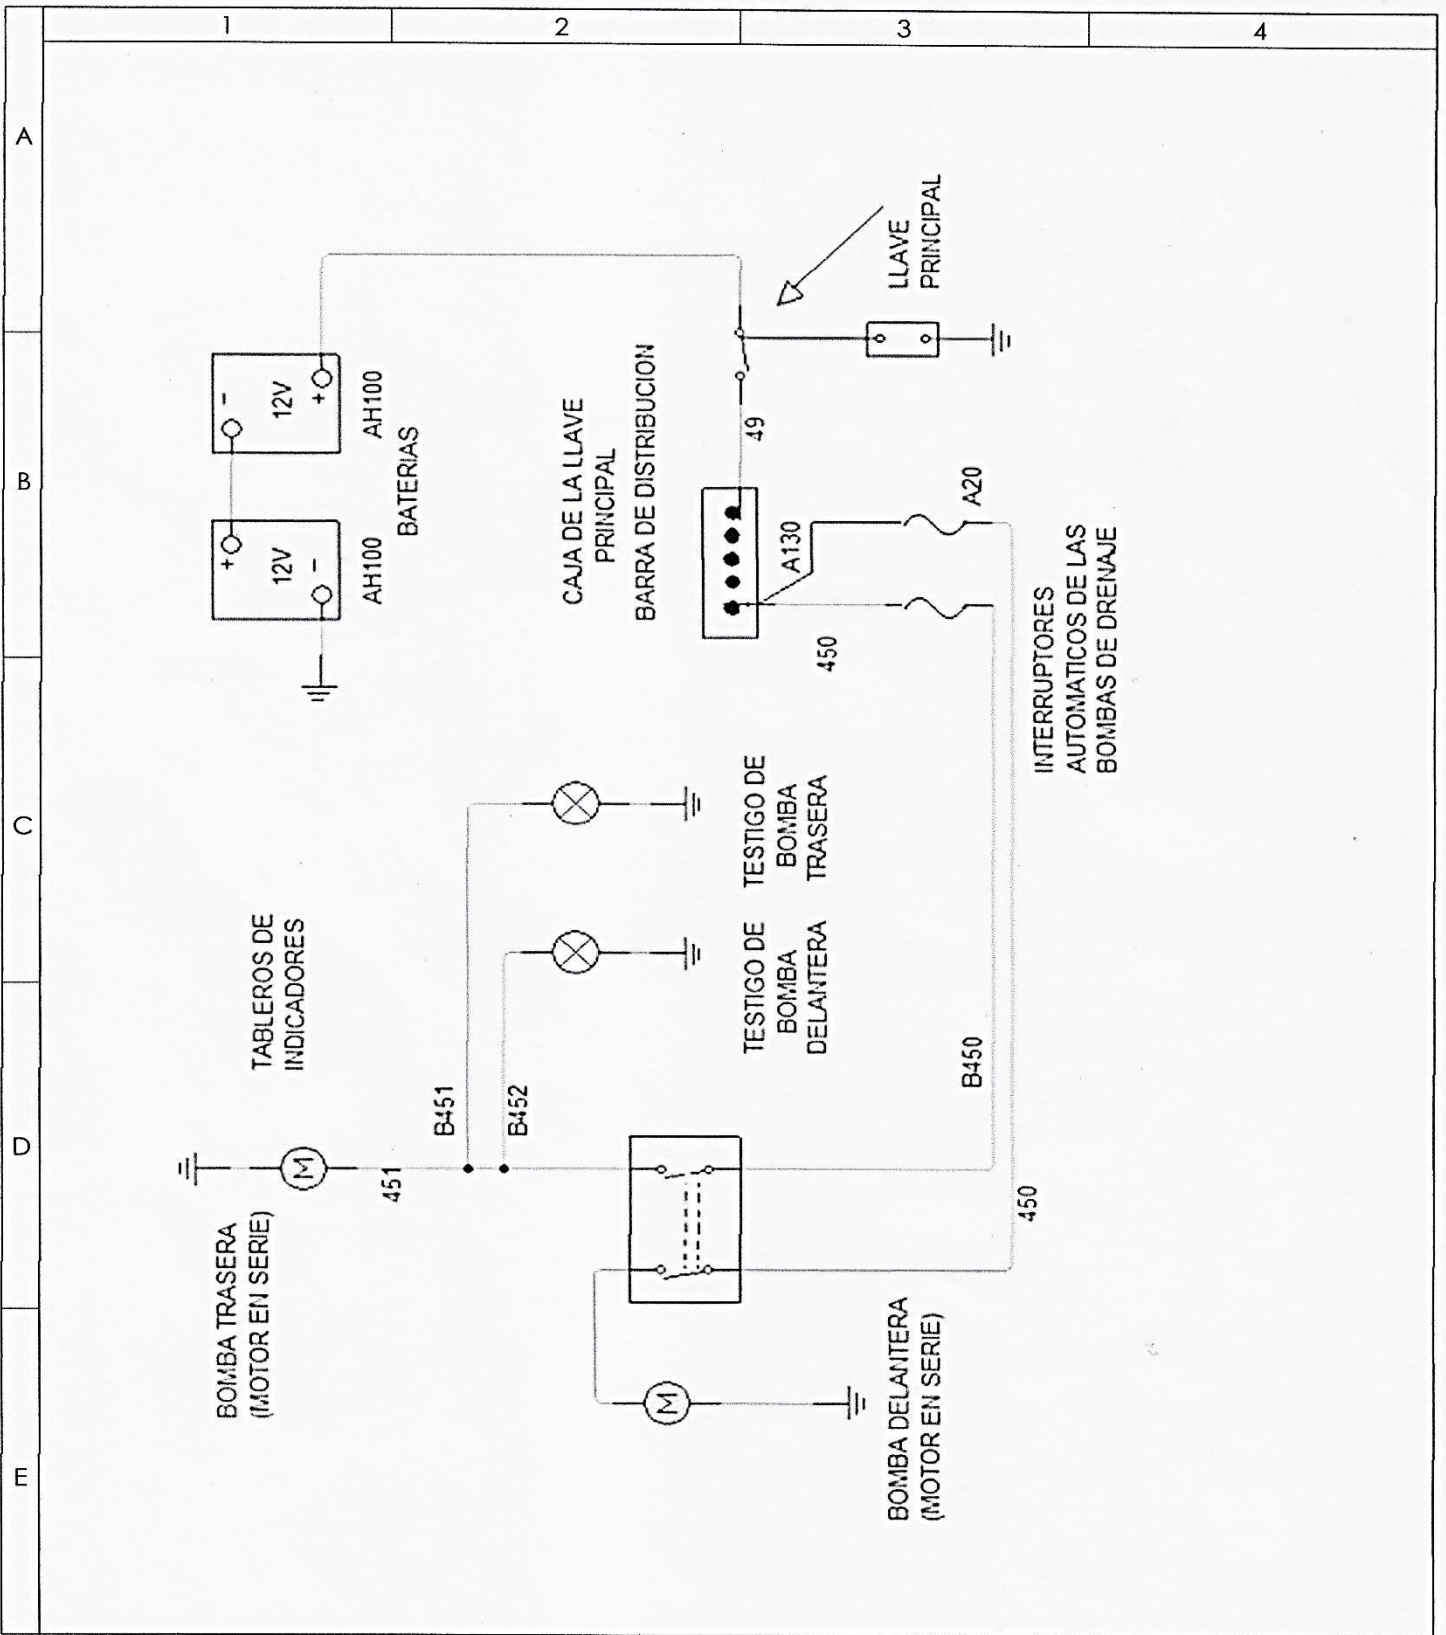 1
2
3
4
A
B
C
D
E
12V
+
-
AH100
12V
+
-
AH100
BATERIAS
LLAVE
PRINCIPAL
CAJA DE LA LLAVE
PRINCIPAL
BARRA DE DISTRIBUCION
49
A130
A20
450
INTERRUPTORES
AUTOMATICOS DE LAS
BOMBAS DE DRENAJE
TESTIGO DE
BOMBA
TRASERA
TESTIGO DE
BOMBA
DELANTERA
TABLEROS DE
INDICADORES
B451
B452
451
M
BOMBA TRASERA
(MOTOR EN SERIE)
B450
450
M
BOMBA DELANTERA
(MOTOR EN SERIE)